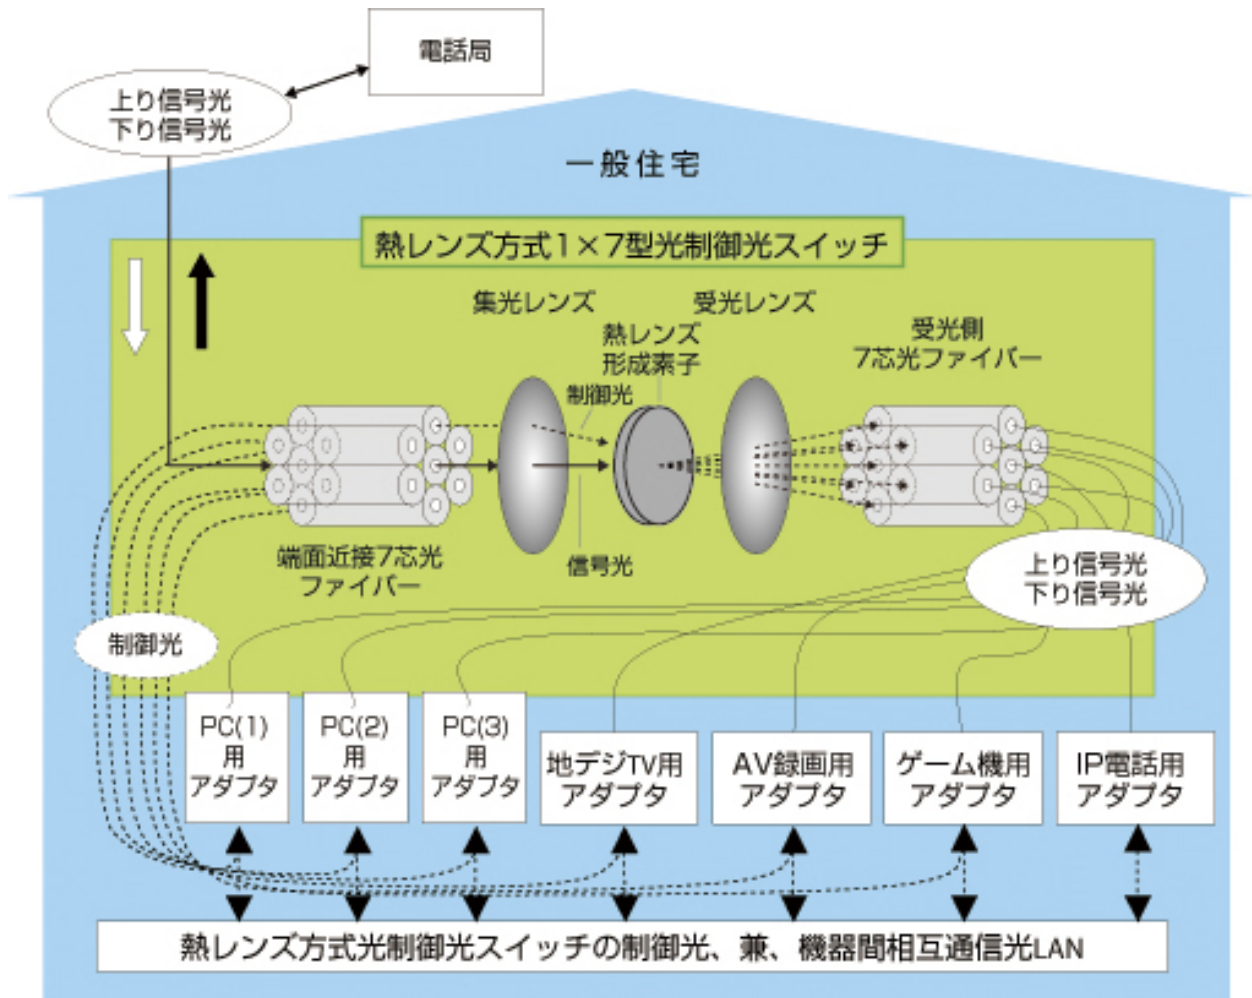 電話局
上り信号光
下り信号光
一般住宅
熱レンズ方式1×7型光制御光スイッチ
集光レンズ
受光レンズ
熱レンズ
形成素子
受光側
7芯光ファイバー
制御光
信号光
端面近接7芯光
ファイバー
上り信号光
下り信号光
制御光
PC(1)
用
アダプタ
PC(2)
用
アダプタ
PC(3)
用
アダプタ
地デジTV用
アダプタ
AV録画用
アダプタ
ゲーム機用
アダプタ
IP電話用
アダプタ
熱レンズ方式光制御光スイッチの制御光、兼、機器間相互通信光LAN